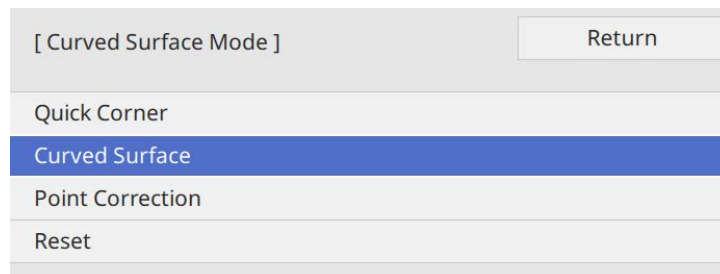 [ Curved Surface Mode ]
Return
Quick Corner
Curved Surface
Point Correction
Reset